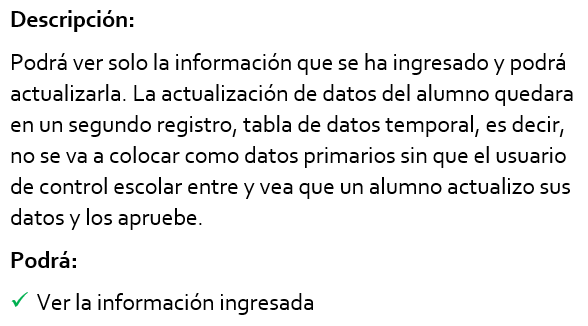 Descripción:
Podrá ver solo la información que se ha ingresado y podrá
actualizarla. La actualización de datos del alumno quedara
en un segundo registro, tabla de datos temporal, es decir,
no se va a colocar como datos primarios sin que el usuario
de control escolar entre y vea que un alumno actualizo sus
datos y los apruebe.
Podrá:
✓ Ver la información ingresada